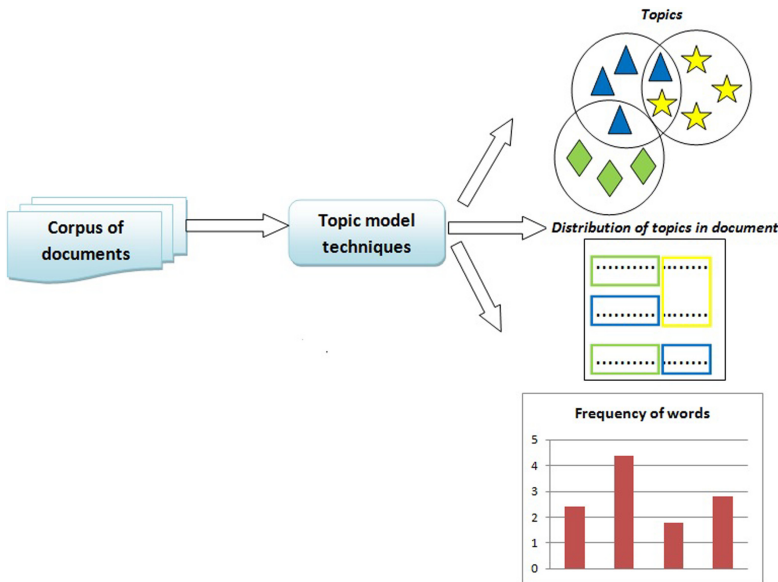 Topics
Corpus of
documents
Topic model
techniques
Distribution of topics in document
Frequency of words
5
4
3
2
1
0